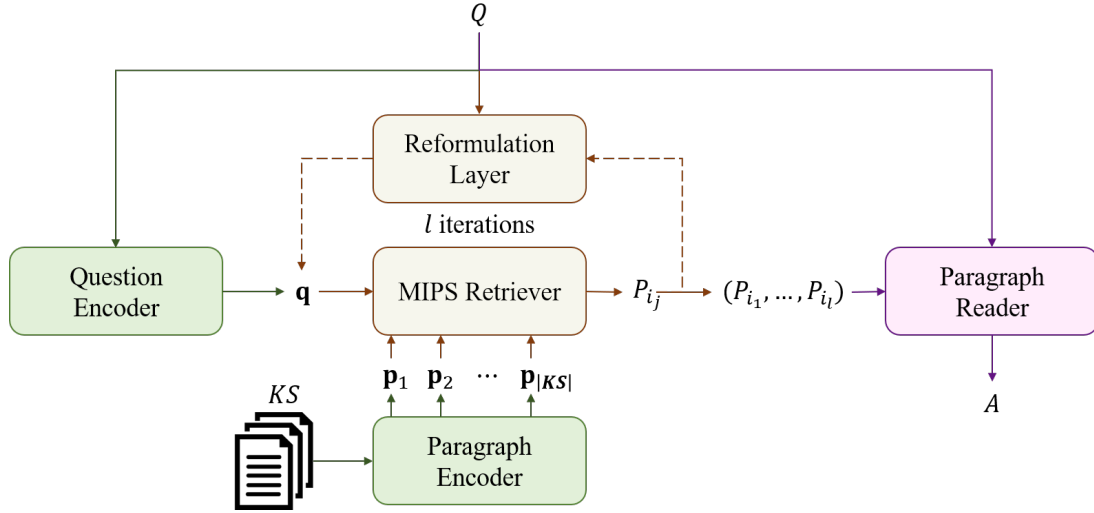 Q
Reformulation
Layer
l iterations
Question
Encoder
q
MIPS Retriever
P_{i_j}
(P_{i_1}, …, P_{i_l})
Paragraph
Reader
p_1 p_2 ⋯ p_{|KS|}
KS
A
Paragraph
Encoder